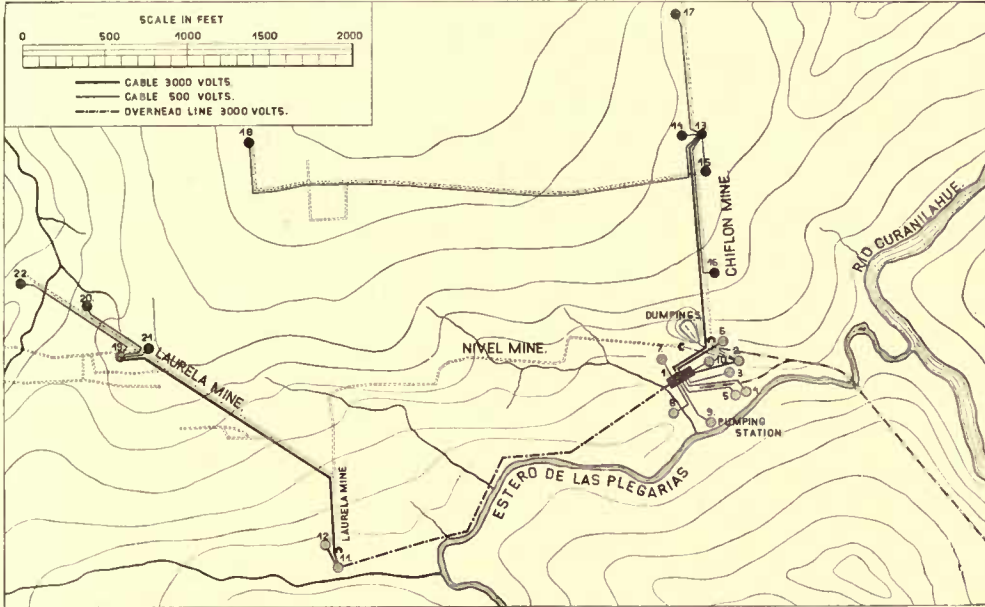 SCALE IN FEET
0 500 1000 1500 2000
CABLE 3000 VOLTS
CABLE 500 VOLTS.
OVERHEAD LINE 3000 VOLTS.
17
18
14 13
15
CHIFLON MINE.
RIO CURANILAHUE.
16
22.
20.
DUMPINGS
6
21
19
LAURELA MINE.
NIVEL MINE.
7
10
2
1
3
5 4
8
9
PUMPING
STATION
ESTERO DE LAS PLEGARIAS
LAURELA MINE
12
11.